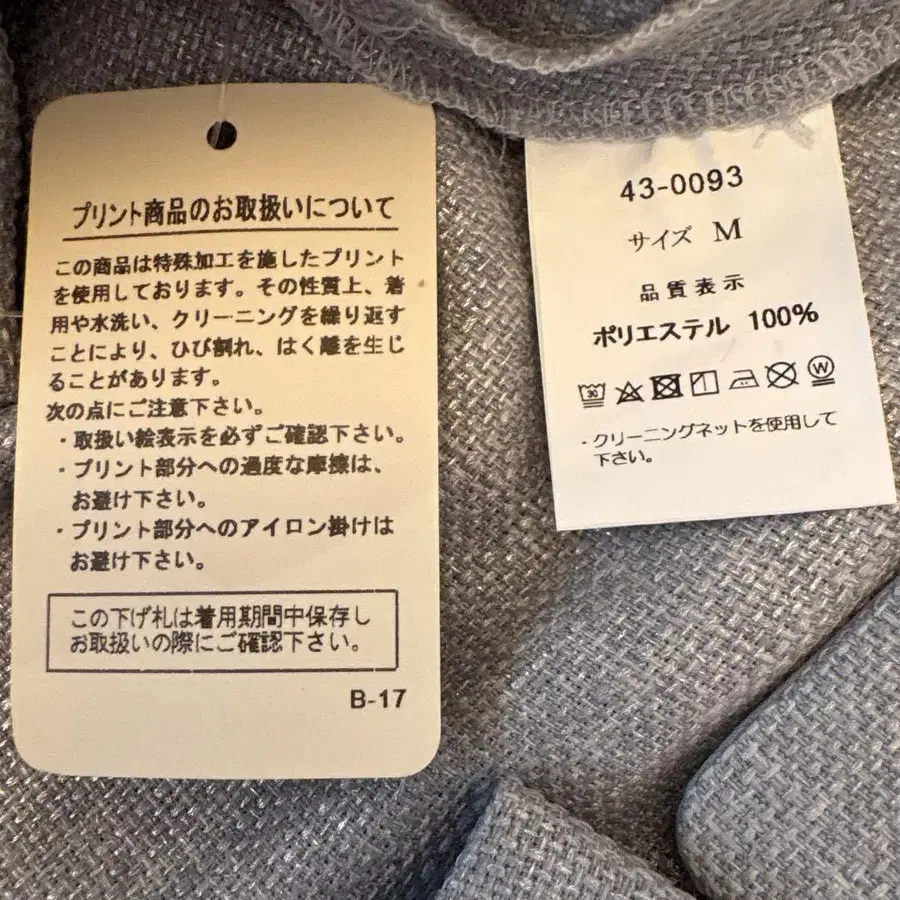 プリント商品のお取扱いについて
この商品は特殊加工を施したプリント
を使用しております。その性質上、着
用や水洗い、クリーニングを繰り返す
ことにより、ひび割れ、はく離を生じ
ることがあります。
次の点にご注意下さい。
・取扱い絵表示を必ずご確認下さい。
・プリント部分への過度な摩擦は、
お避け下さい。
・プリント部分へのアイロン掛けは
お避け下さい。
この下げ札は着用期間中保存し
お取扱いの際にご確認下さい。
B-17
43-0093
サイズ M
品質表示
ポリエステル 100%
30 W
・クリーニングネットを使用して
下さい。